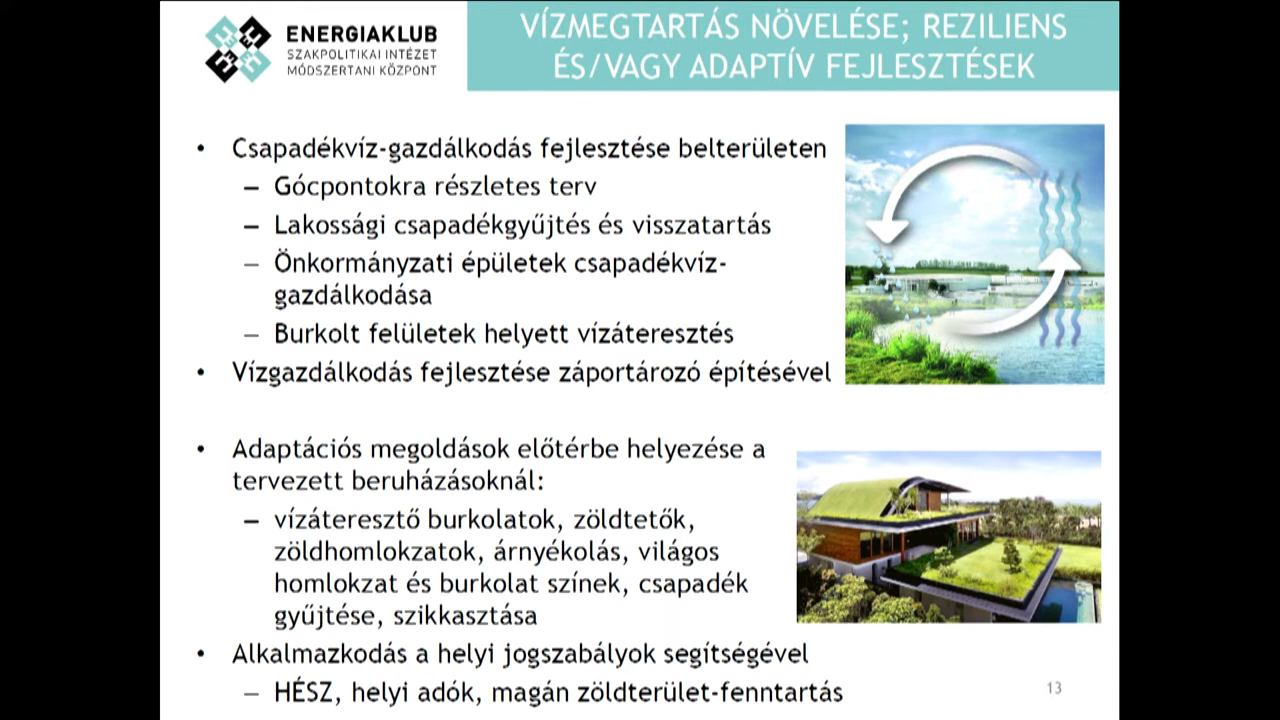 ENERGIAKLUB
SZAKPOLITIKAI INTÉZET
MÓDSZERTANI KÖZPONT
VÍZMEGTARTÁS NÖVELÉSE; REZILIENS
ÉS/VAGY ADAPTÍV FEJLESZTÉSEK
• Csapadékvíz-gazdálkodás fejlesztése belterületen
– Gócpontokra részletes terv
– Lakossági csapadékgyűjtés és visszatartás
– Önkormányzati épületek csapadékvíz-
gazdálkodása
– Burkolt felületek helyett vízáteresztés
• Vízgazdálkodás fejlesztése záportározó építésével
• Adaptációs megoldások előtérbe helyezése a
tervezett beruházásoknál:
– vízáteresztő burkolatok, zöldtetők,
zöldhomlokzatok, árnyékolás, világos
homlokzat és burkolat színek, csapadék
gyűjtése, szikkasztása
• Alkalmazkodás a helyi jogszabályok segítségével
– HÉSZ, helyi adók, magán zöldterület-fenntartás
13